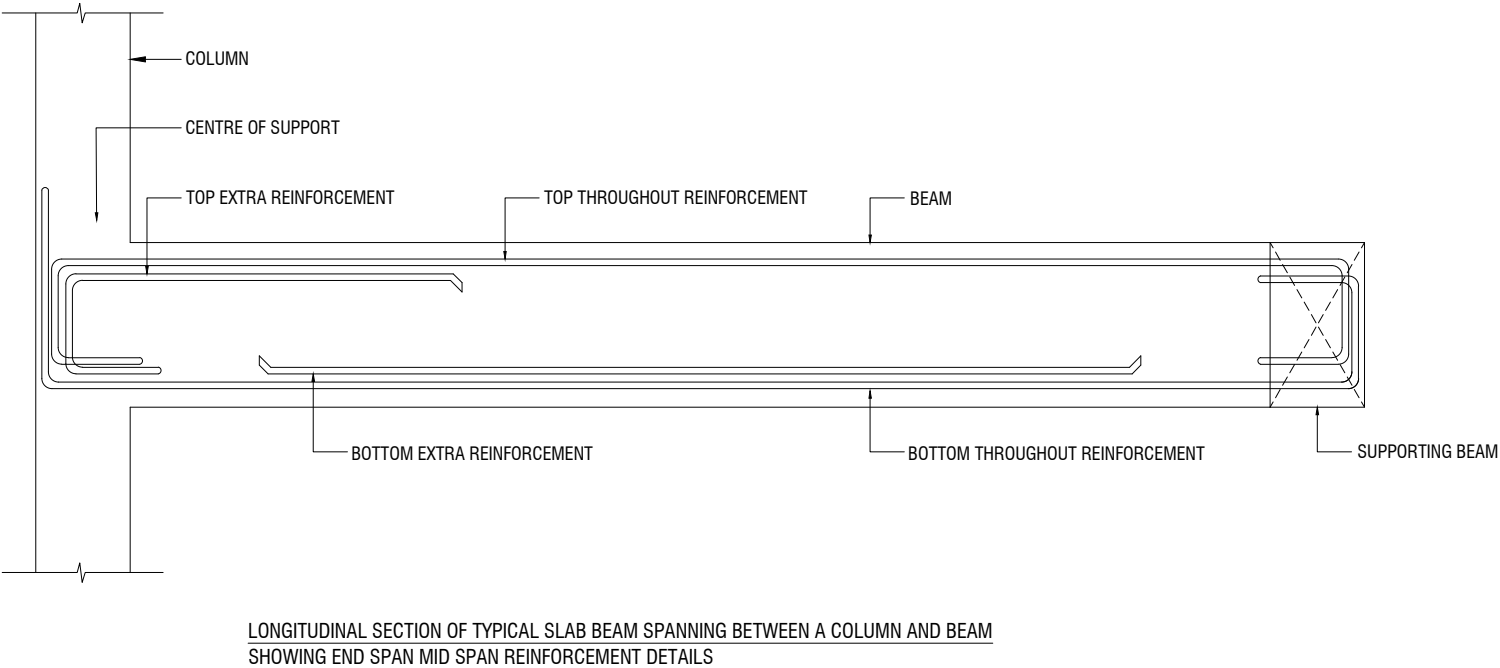 COLUMN
CENTRE OF SUPPORT
TOP EXTRA REINFORCEMENT
TOP THROUGHOUT REINFORCEMENT
BEAM
BOTTOM EXTRA REINFORCEMENT
BOTTOM THROUGHOUT REINFORCEMENT
SUPPORTING BEAM
LONGITUDINAL SECTION OF TYPICAL SLAB BEAM SPANNING BETWEEN A COLUMN AND BEAM
SHOWING END SPAN MID SPAN REINFORCEMENT DETAILS